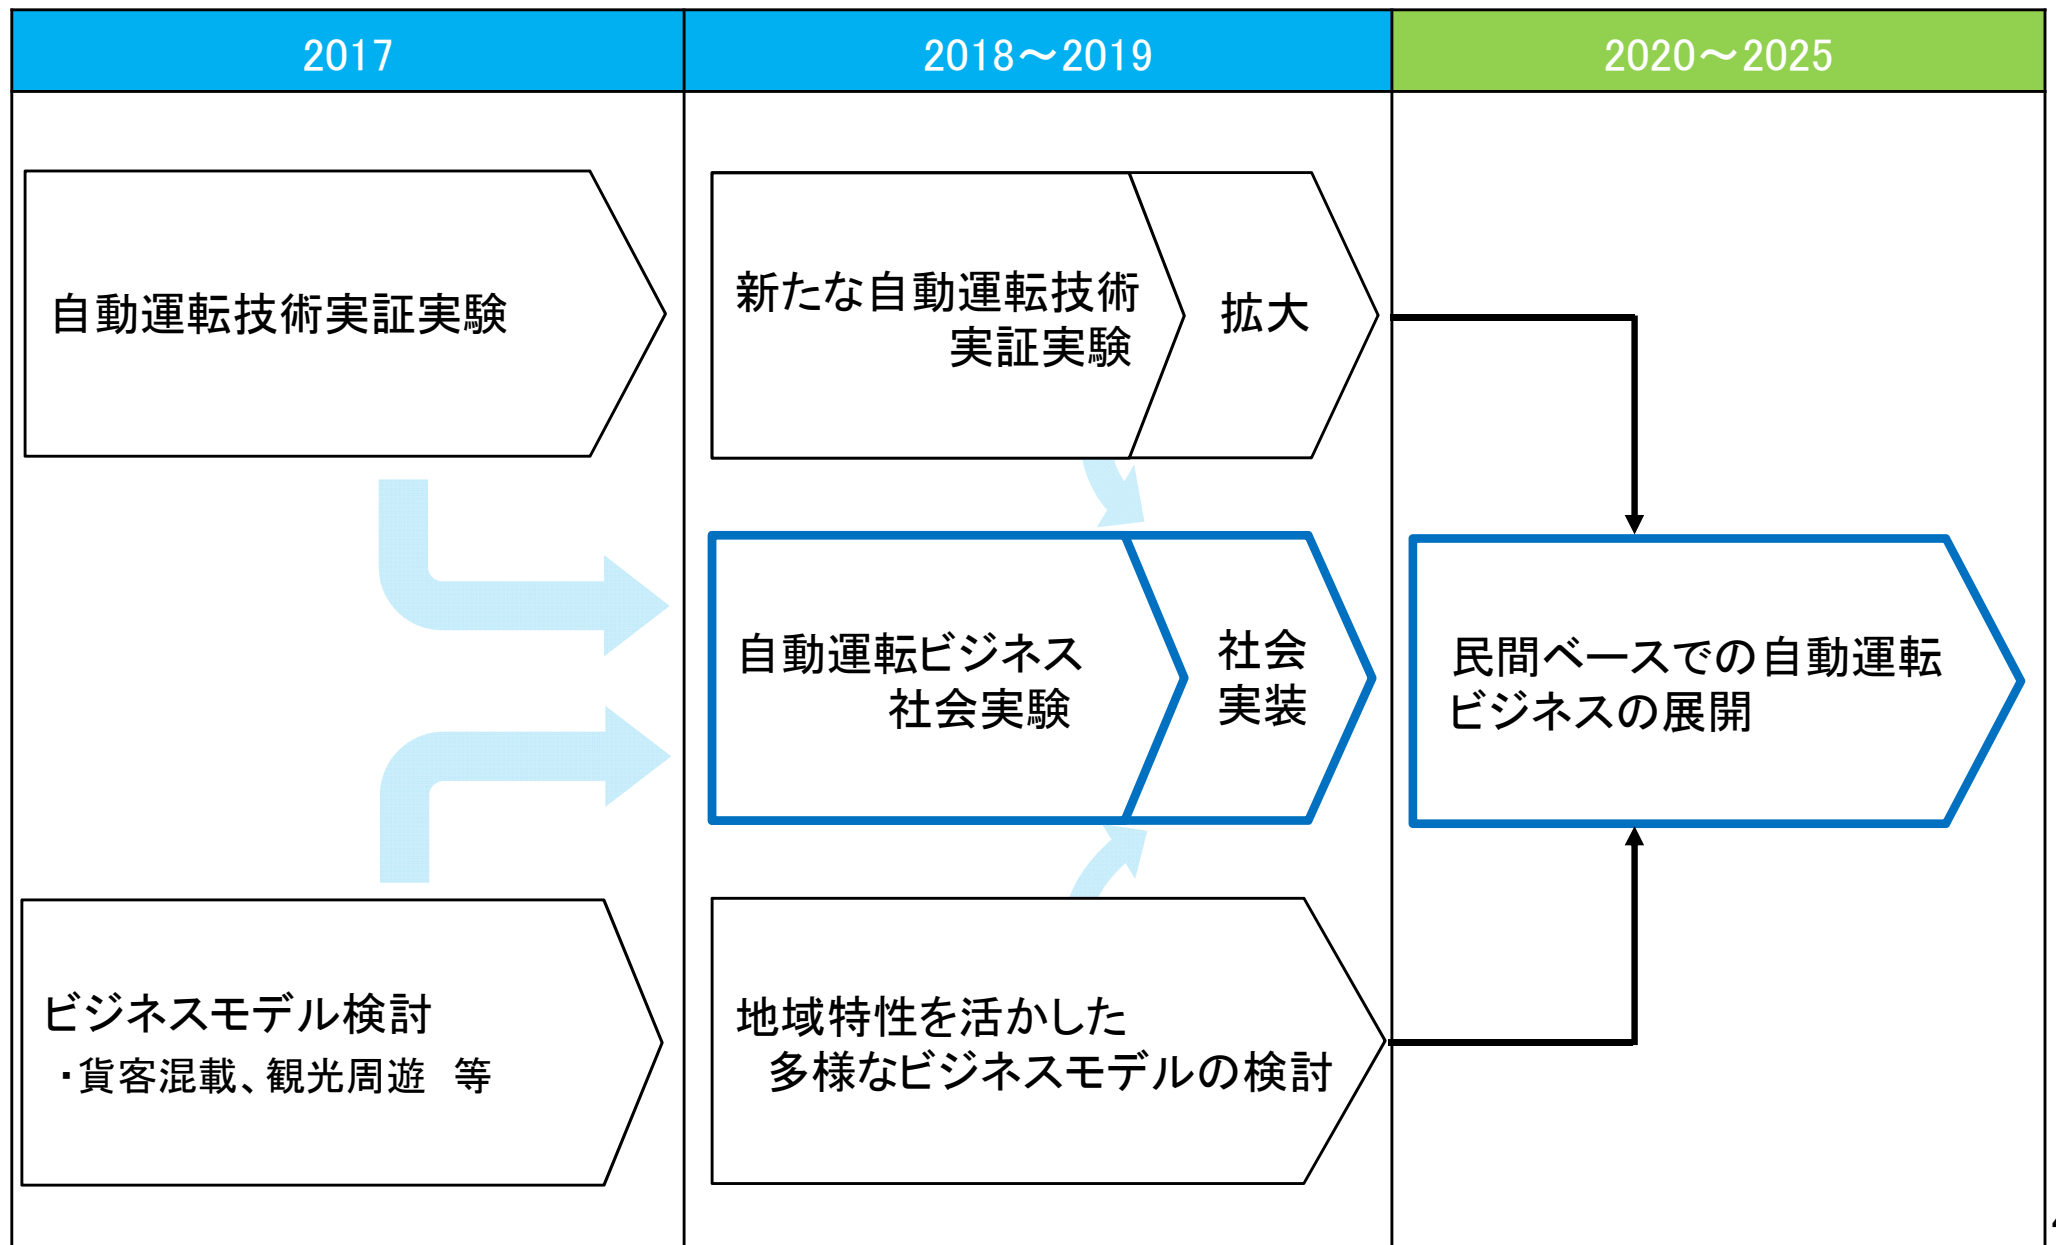 2017
2018～2019
2020～2025
自動運転技術実証実験
新たな自動運転技術
実証実験
拡大
自動運転ビジネス
社会実験
社会
実装
民間ベースでの自動運転
ビジネスの展開
ビジネスモデル検討
・貨客混載、観光周遊　等
地域特性を活かした
多様なビジネスモデルの検討